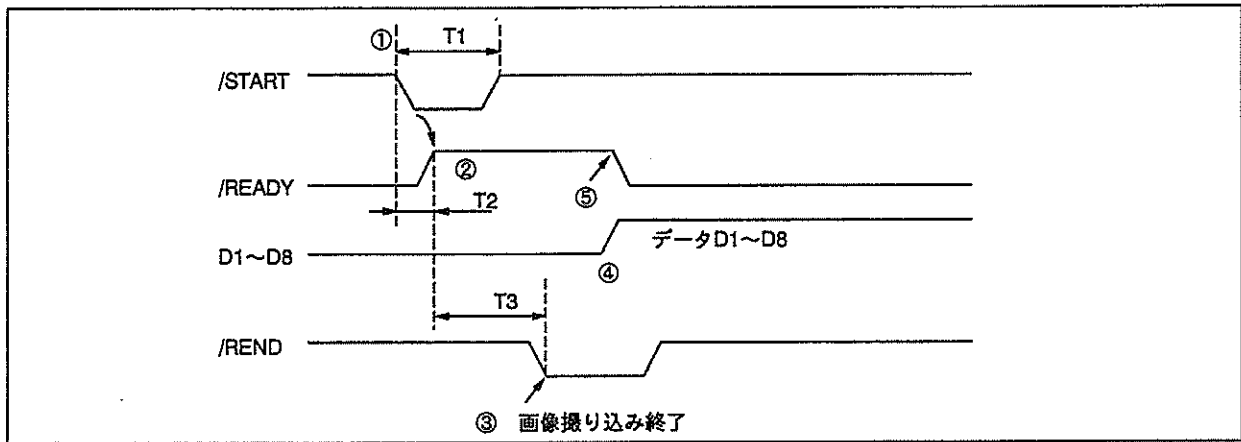 ① T1
/START
②
/READY
⑤
T2
データD1～D8
D1～D8
④
T3
/REND
③ 画像撮り込み終了